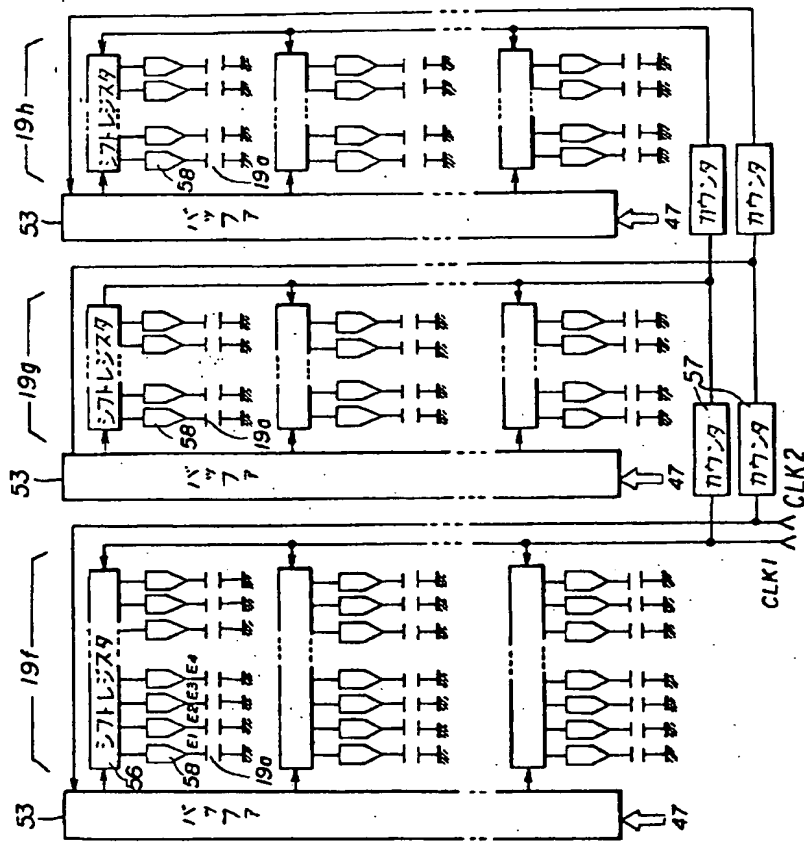 19f
19g
19h
53
シフトレジスタ
53
シフトレジスタ
53
シフトレジスタ
56
58
E1 E2 E3 E4
19a
58
19a
58
19a
バッファ
バッファ
バッファ
47
47
47
57
カウンタ
カウンタ
カウンタ
カウンタ
CLK1
CLK2